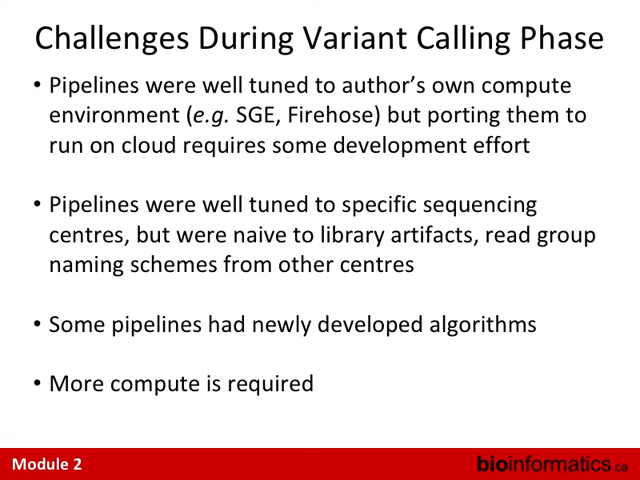 Challenges During Variant Calling Phase
• Pipelines were well tuned to author's own compute
environment (e.g. SGE, Firehose) but porting them to
run on cloud requires some development effort
• Pipelines were well tuned to specific sequencing
centres, but were naive to library artifacts, read group
naming schemes from other centres
• Some pipelines had newly developed algorithms
• More compute is required
Module 2
bioinformatics.ca